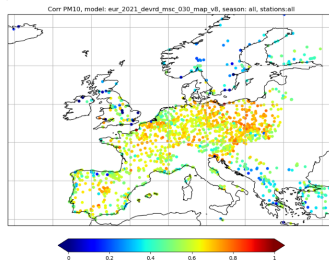 Corr PM10, model: eur_2021_devrd_msc_030_map_v8, season: all, stations:all
0 0.2 0.4 0.6 0.8 1